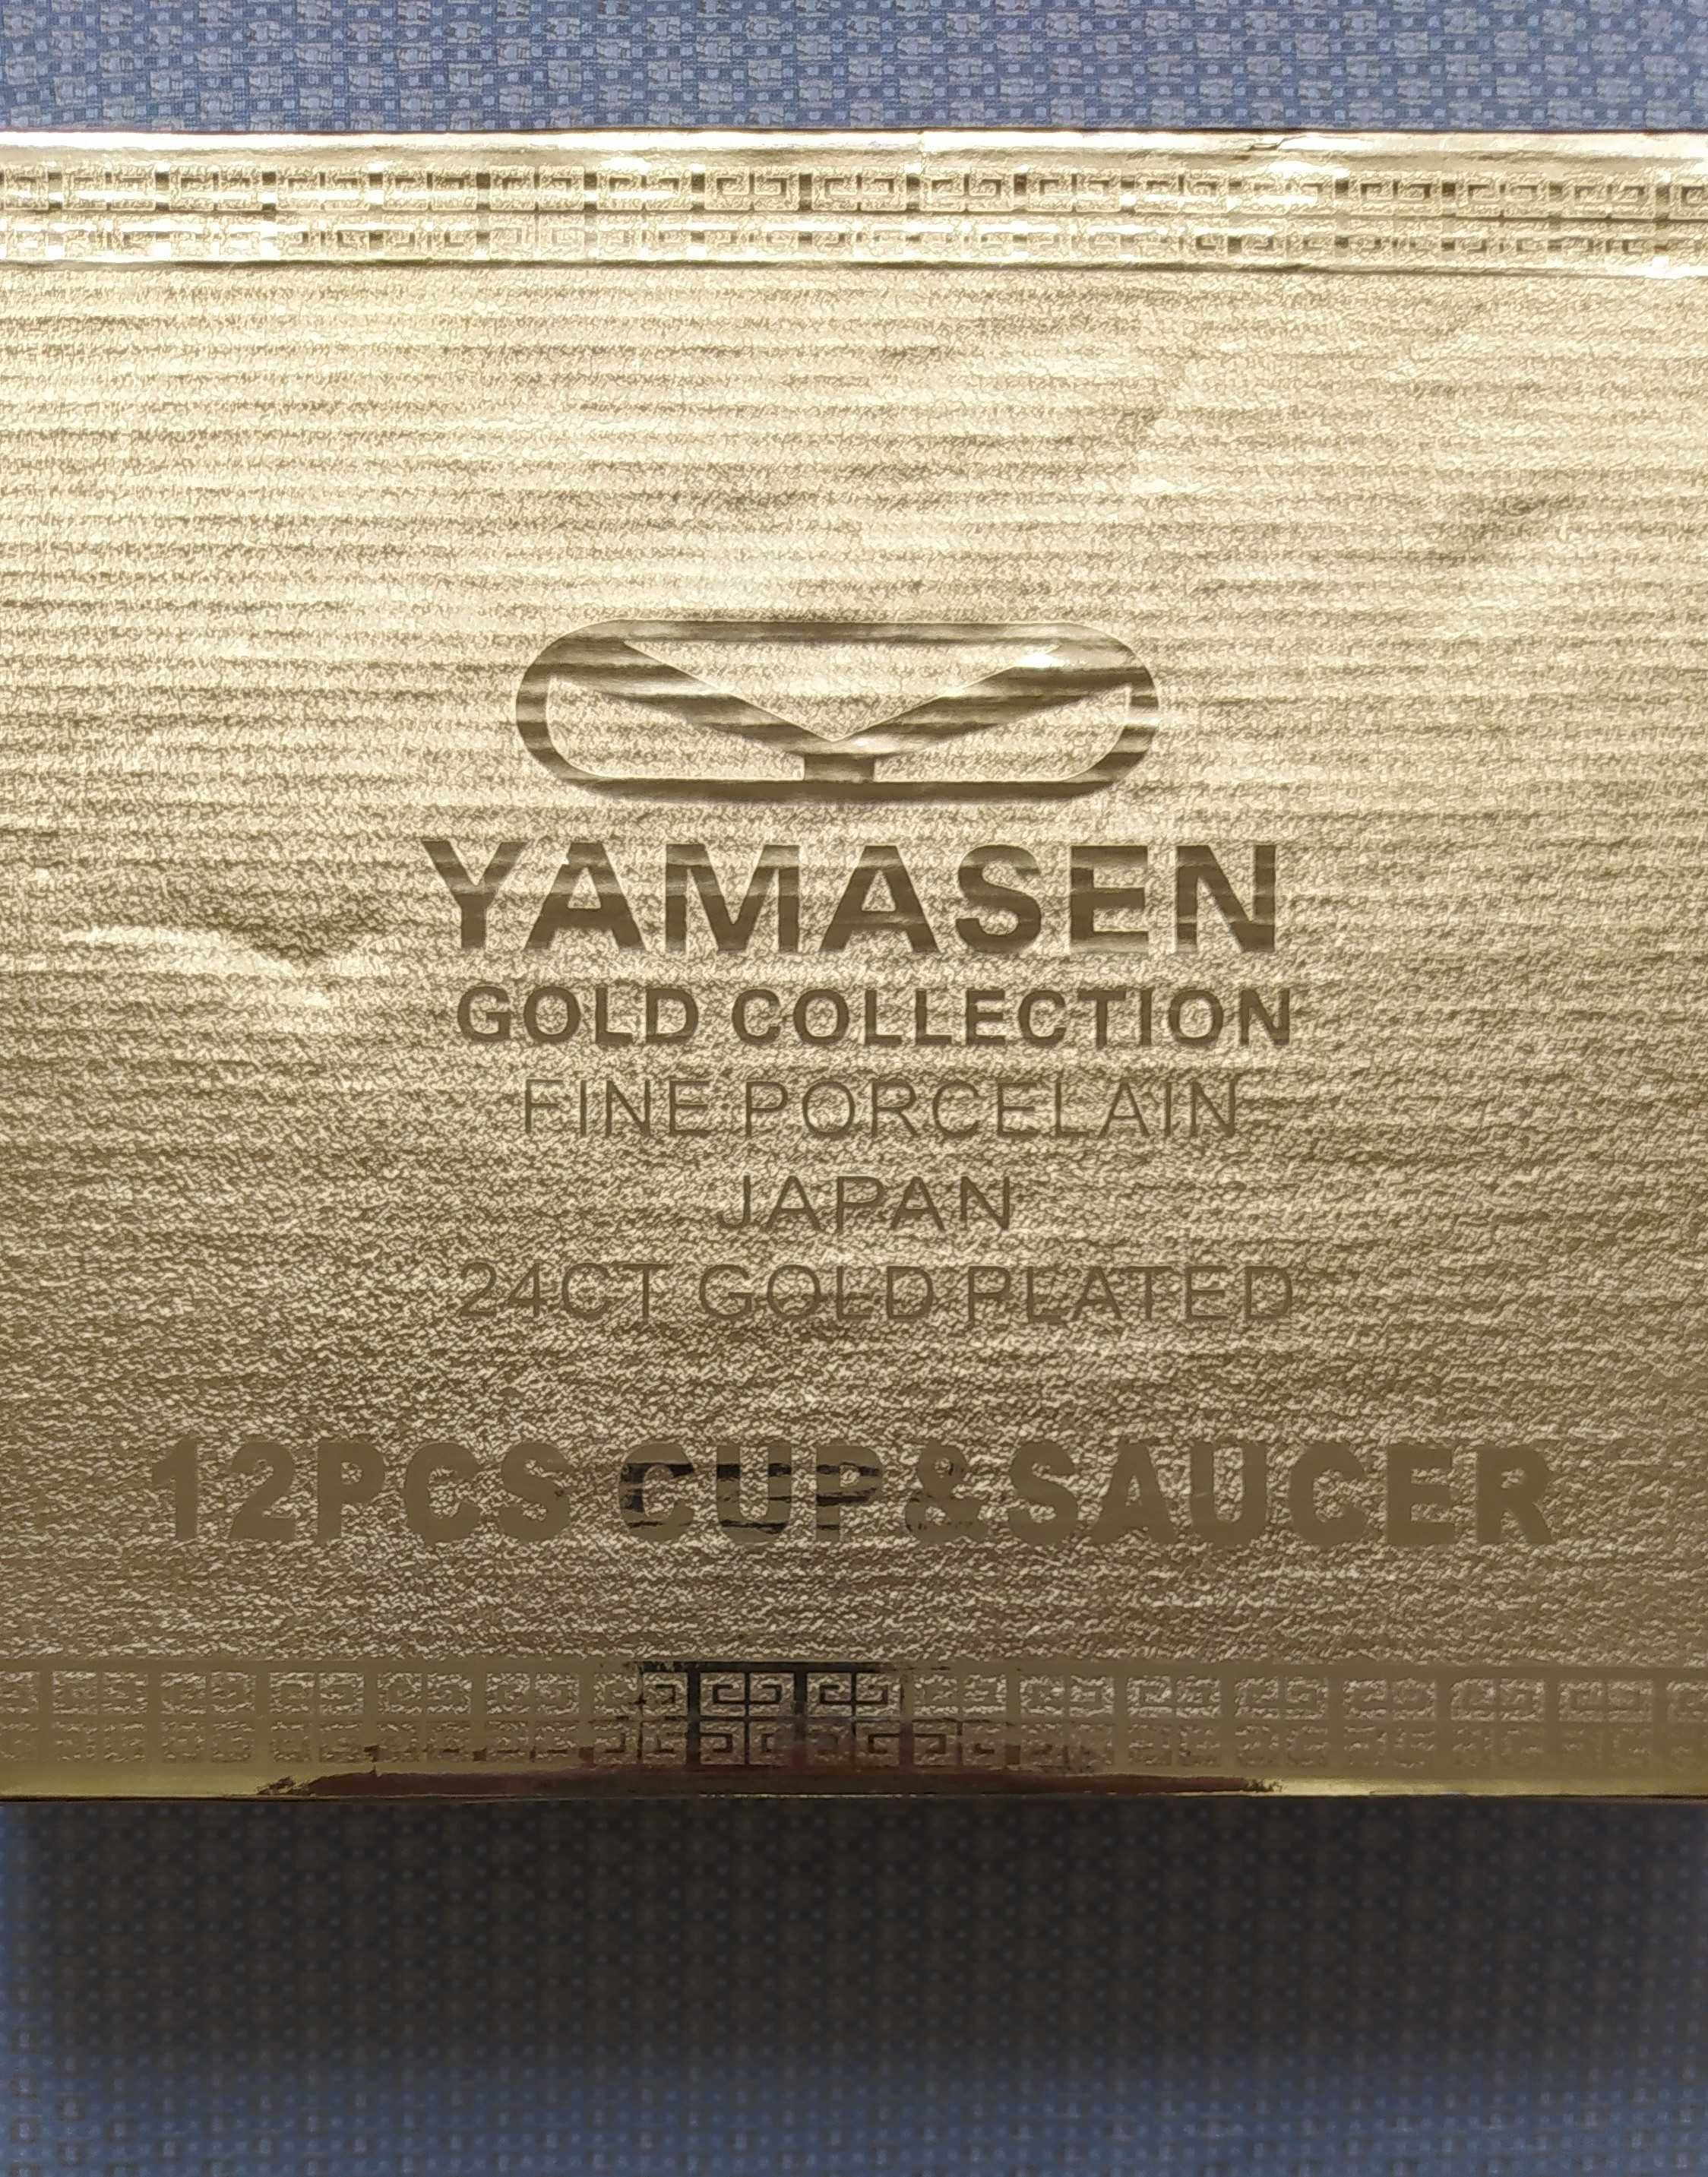 YAMASEN
GOLD COLLECTION
FINE PORCELAIN
JAPAN
24CT GOLD PLATED
12PCS CUP&SAUCER